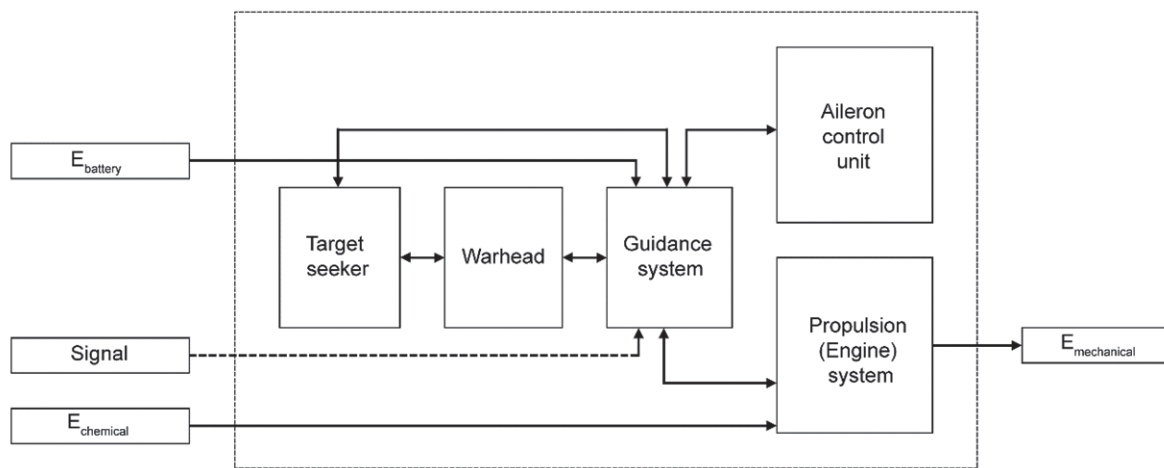 Aileron
control
unit
E_battery
Target
seeker
Warhead
Guidance
system
Signal
Propulsion
(Engine)
system
E_mechanical
E_chemical